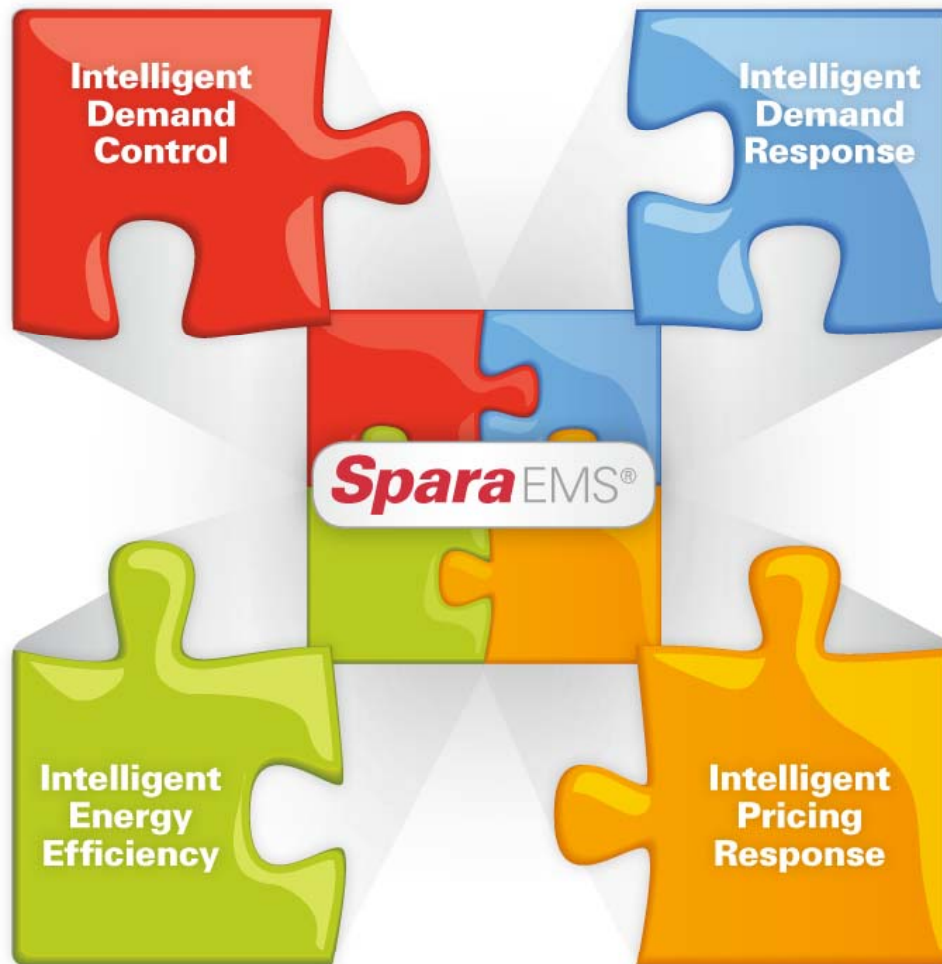 Intelligent
Demand
Control
Intelligent
Demand
Response
Spara EMS®
Intelligent
Energy
Efficiency
Intelligent
Pricing
Response